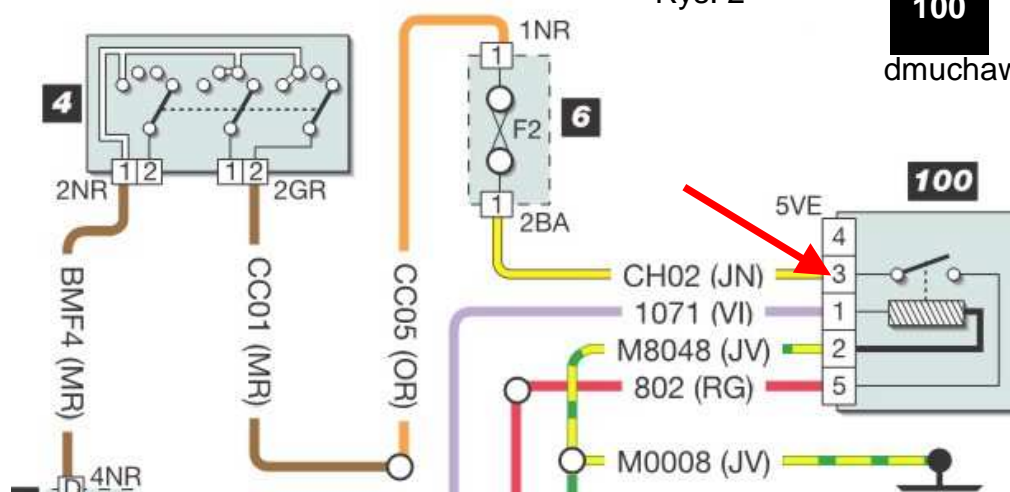 100
1NR
4
6
F2
1 2
1 2
2NR
2GR
1
1
2BA
100
5VE
4
3
1
2
5
CH02 (JN)
1071 (VI)
M8048 (JV)
802 (RG)
M0008 (JV)
BMF4 (MR)
CC01 (MR)
CC05 (OR)
4NR
D